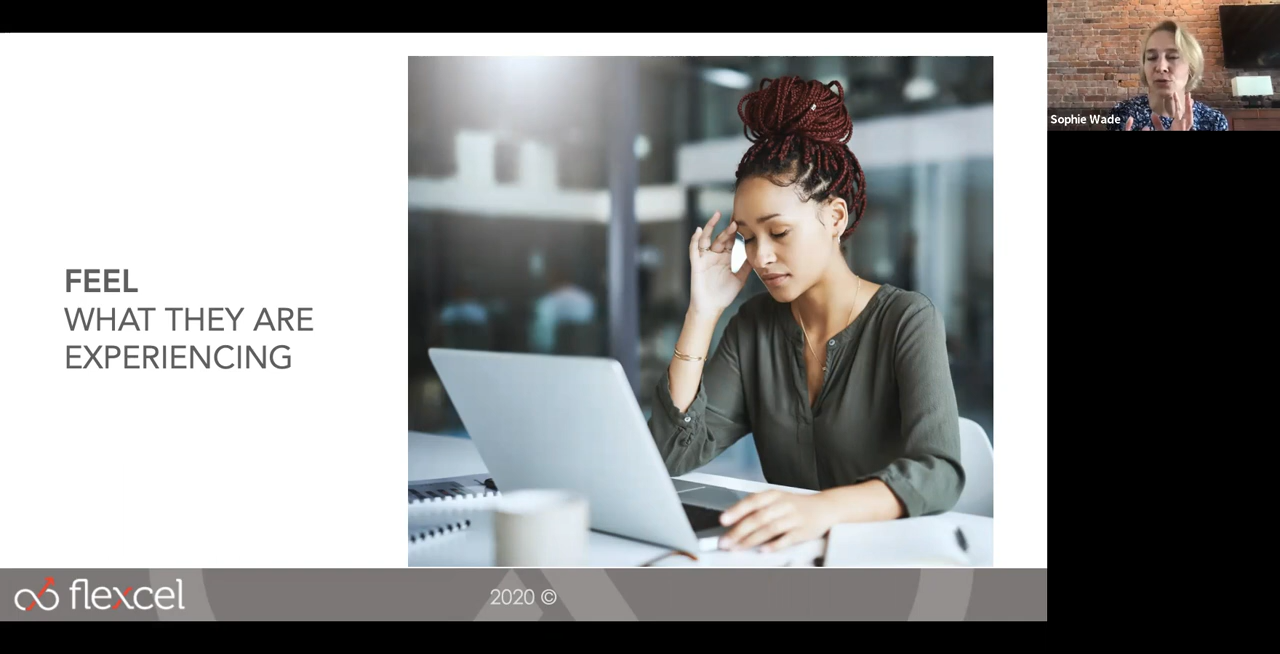 FEEL
WHAT THEY ARE
EXPERIENCING
flexcel
2020 ©
Sophie Wade